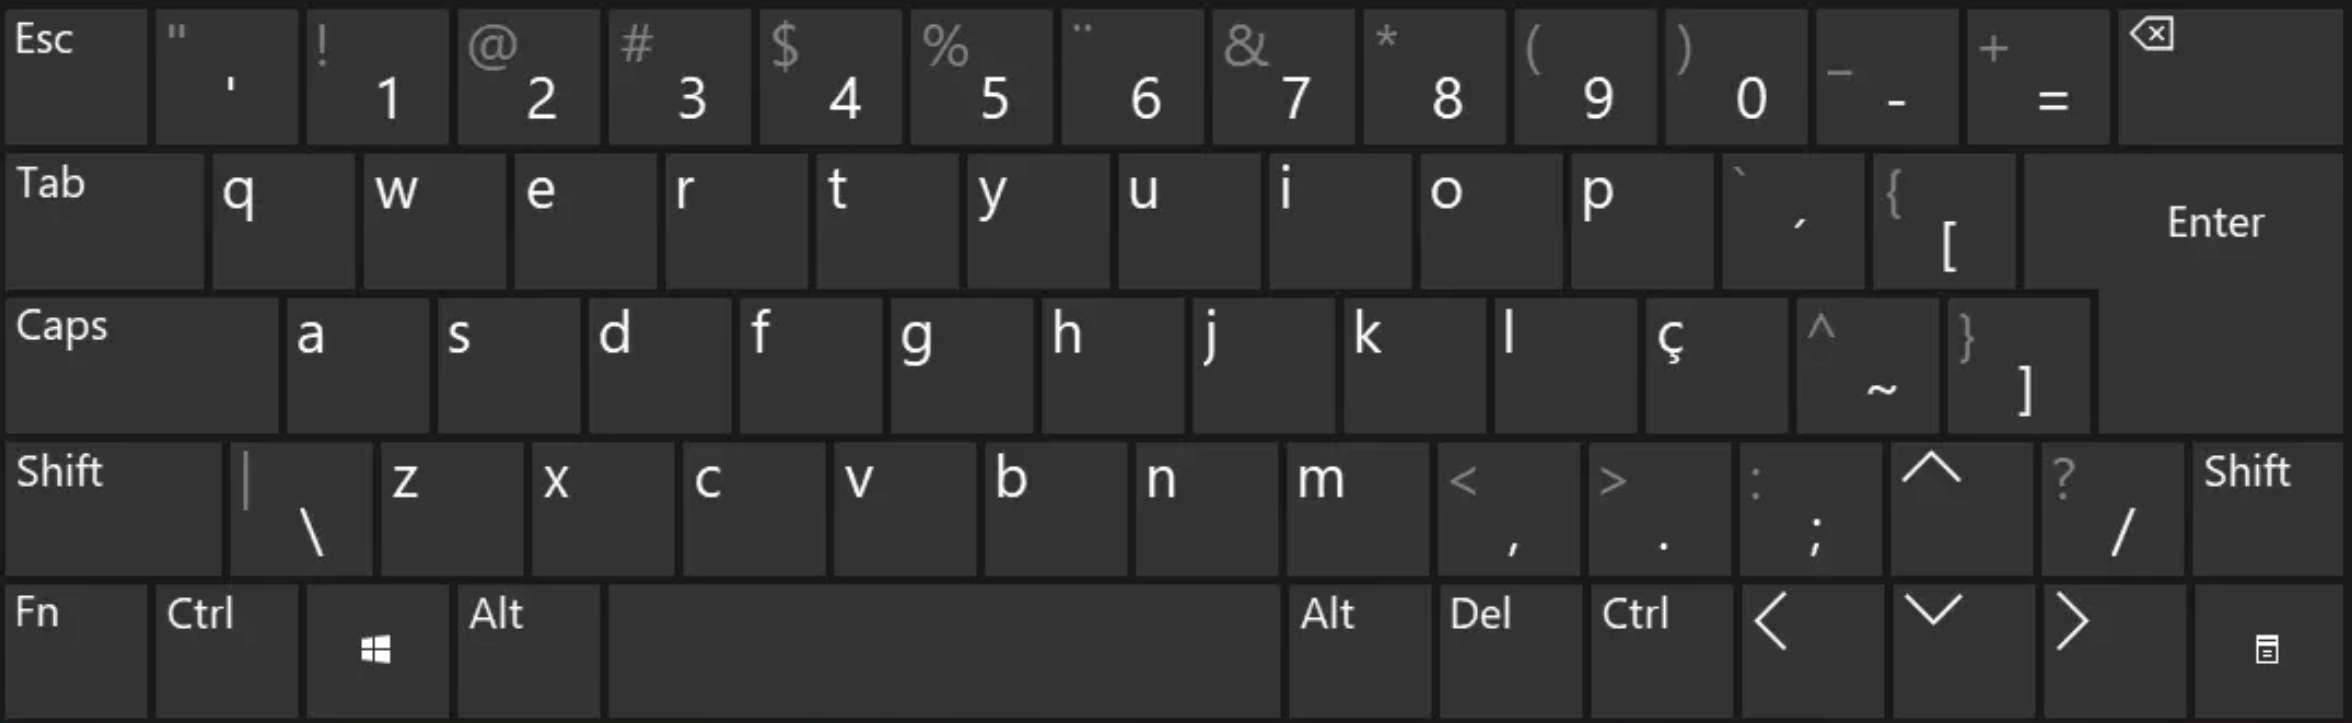 Esc " ' ! 1 @ 2 # 3 $ 4 % 5 ¨ 6 & 7 * 8 ( 9 ) 0 _ - + =
Tab q w e r t y u i o p ` ´ { [ Enter
Caps a s d f g h j k l ç ^ ~ } ]
Shift | \ z x c v b n m < , > . : ; ? / Shift
Fn Ctrl Alt Alt Del Ctrl